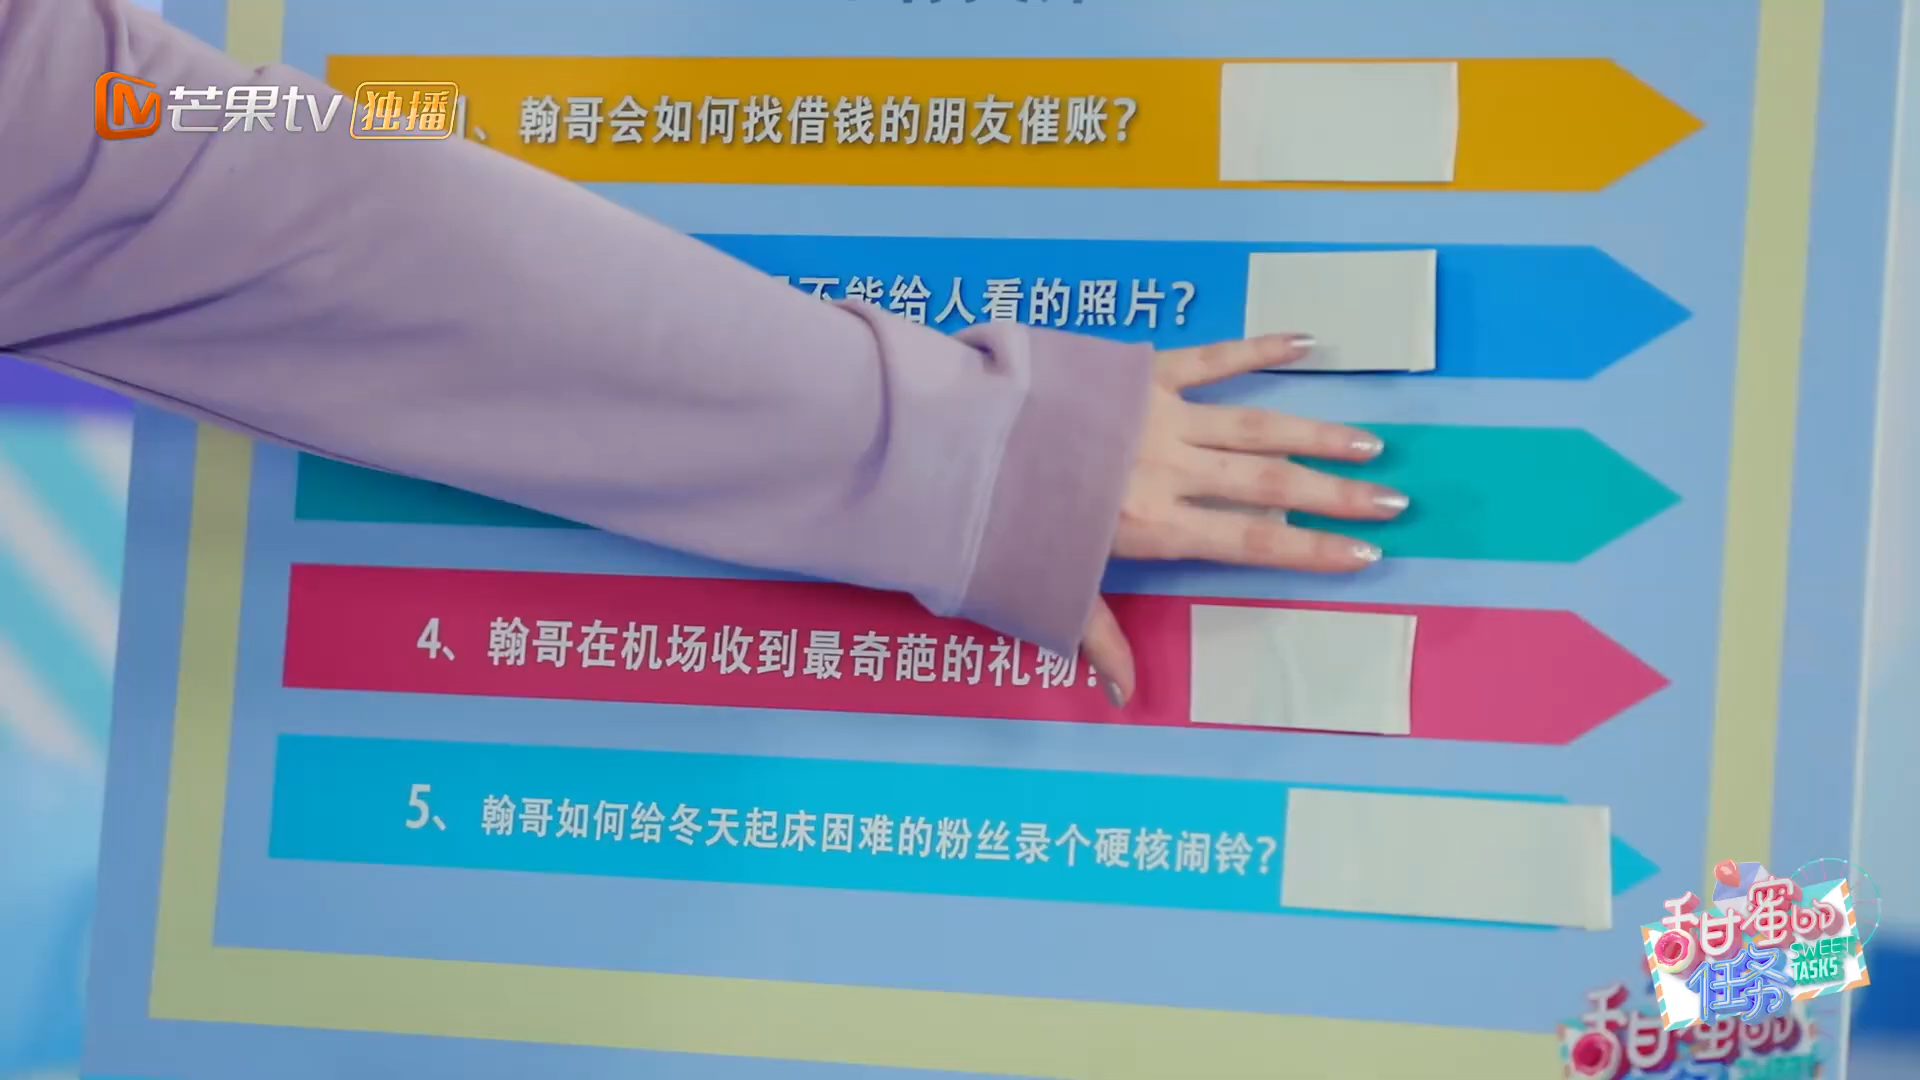 芒果tv 独播
1、翰哥会如何找借钱的朋友催账？
不能给人看的照片？
4、翰哥在机场收到最奇葩的礼物？
5、翰哥如何给冬天起床困难的粉丝录个硬核闹铃？
甜蜜的
任务
SWEET
TASKS